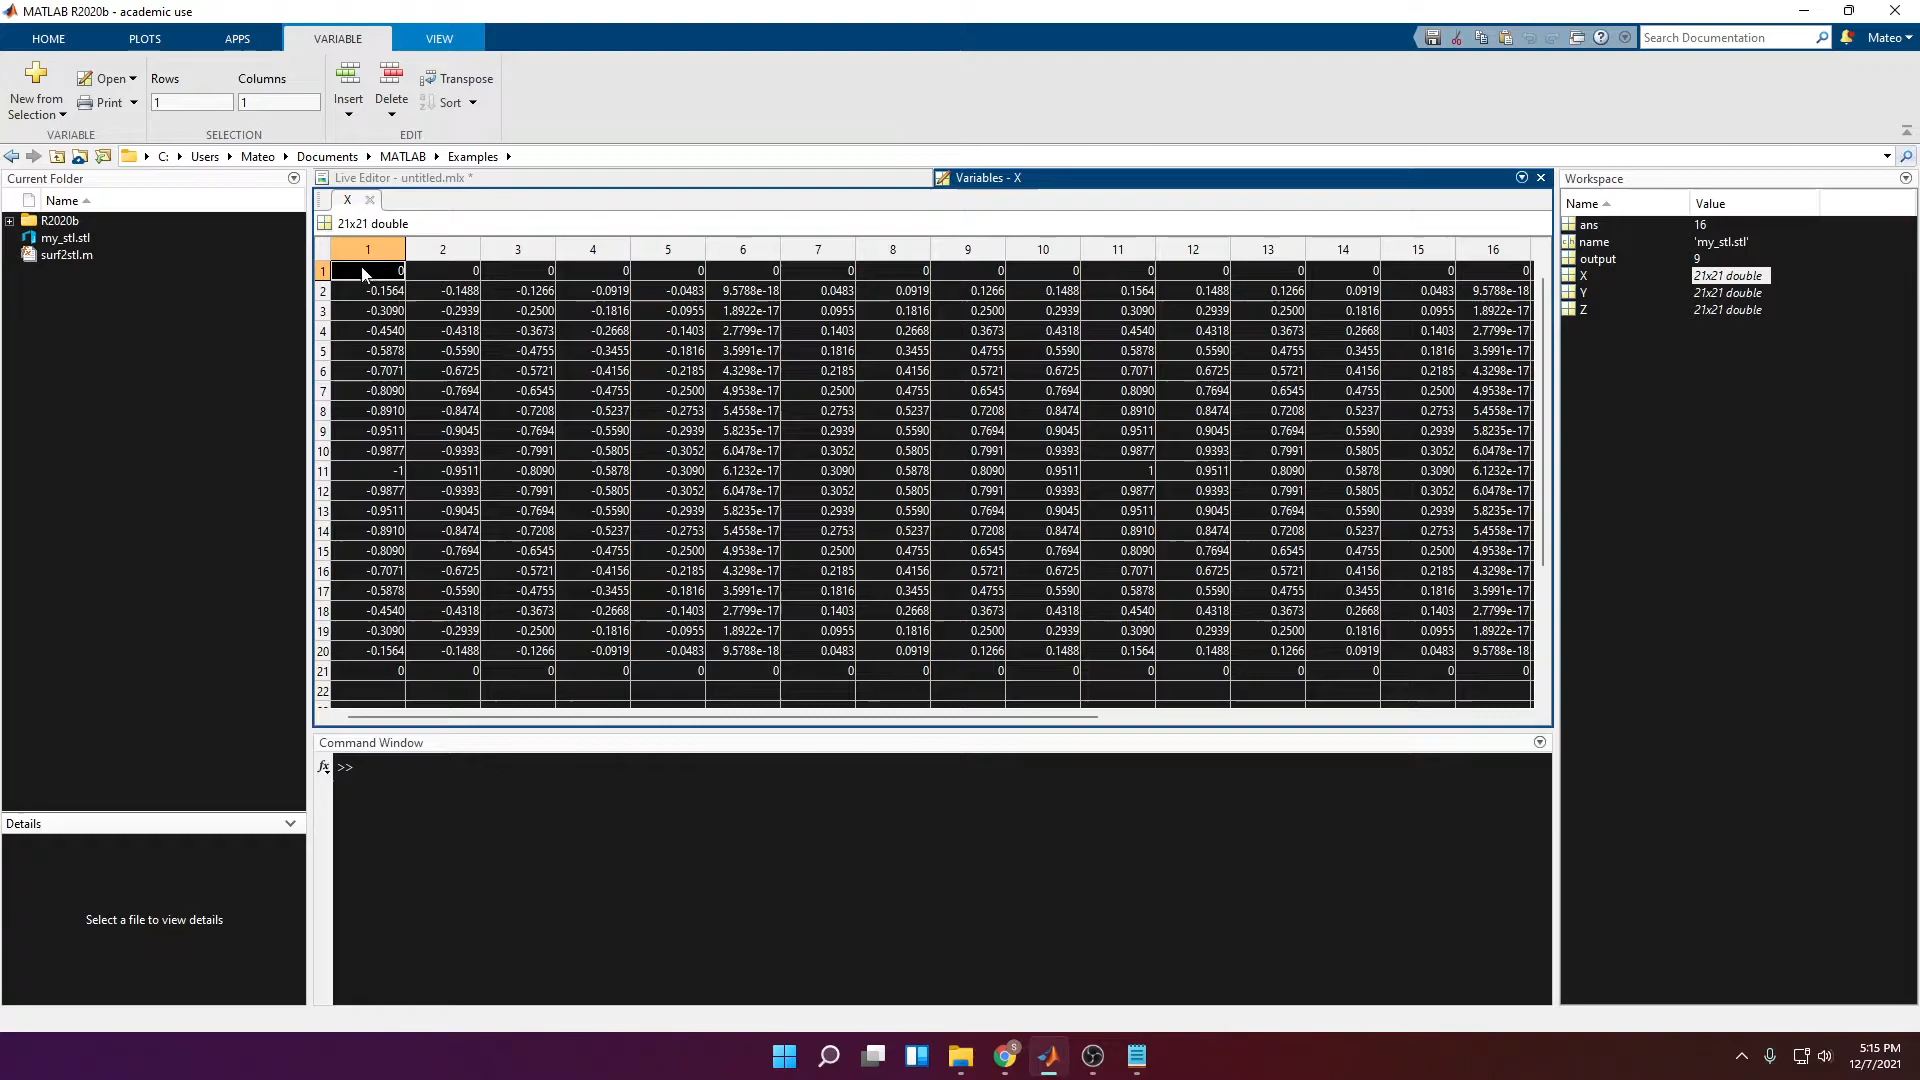 MATLAB R2020b - academic use
HOME PLOTS APPS VARIABLE VIEW
Search Documentation Mateo
New from Selection
Open
Print
Rows Columns
1 1
Insert
Delete
Transpose
Sort
VARIABLE SELECTION EDIT
C: Users Mateo Documents MATLAB Examples
Current Folder
Name
R2020b
my_stl.stl
surf2stl.m
Details
Select a file to view details
Live Editor - untitled.mlx *
Variables - X
X
21x21 double
1 2 3 4 5 6 7 8 9 10 11 12 13 14 15 16
1 0 0 0 0 0 0 0 0 0 0 0 0 0 0 0 0
2 -0.1564 -0.1488 -0.1266 -0.0919 -0.0483 9.5788e-18 0.0483 0.0919 0.1266 0.1488 0.1564 0.1488 0.1266 0.0919 0.0483 9.5788e-18
3 -0.3090 -0.2939 -0.2500 -0.1816 -0.0955 1.8922e-17 0.0955 0.1816 0.2500 0.2939 0.3090 0.2939 0.2500 0.1816 0.0955 1.8922e-17
4 -0.4540 -0.4318 -0.3673 -0.2668 -0.1403 2.7799e-17 0.1403 0.2668 0.3673 0.4318 0.4540 0.4318 0.3673 0.2668 0.1403 2.7799e-17
5 -0.5878 -0.5590 -0.4755 -0.3455 -0.1816 3.5991e-17 0.1816 0.3455 0.4755 0.5590 0.5878 0.5590 0.4755 0.3455 0.1816 3.5991e-17
6 -0.7071 -0.6725 -0.5721 -0.4156 -0.2185 4.3298e-17 0.2185 0.4156 0.5721 0.6725 0.7071 0.6725 0.5721 0.4156 0.2185 4.3298e-17
7 -0.8090 -0.7694 -0.6545 -0.4755 -0.2500 4.9538e-17 0.2500 0.4755 0.6545 0.7694 0.8090 0.7694 0.6545 0.4755 0.2500 4.9538e-17
8 -0.8910 -0.8474 -0.7208 -0.5237 -0.2753 5.4558e-17 0.2753 0.5237 0.7208 0.8474 0.8910 0.8474 0.7208 0.5237 0.2753 5.4558e-17
9 -0.9511 -0.9045 -0.7694 -0.5590 -0.2939 5.8235e-17 0.2939 0.5590 0.7694 0.9045 0.9511 0.9045 0.7694 0.5590 0.2939 5.8235e-17
10 -0.9877 -0.9393 -0.7991 -0.5805 -0.3052 6.0478e-17 0.3052 0.5805 0.7991 0.9393 0.9877 0.9393 0.7991 0.5805 0.3052 6.0478e-17
11 -1 -0.9511 -0.8090 -0.5878 -0.3090 6.1232e-17 0.3090 0.5878 0.8090 0.9511 1 0.9511 0.8090 0.5878 0.3090 6.1232e-17
12 -0.9877 -0.9393 -0.7991 -0.5805 -0.3052 6.0478e-17 0.3052 0.5805 0.7991 0.9393 0.9877 0.9393 0.7991 0.5805 0.3052 6.0478e-17
13 -0.9511 -0.9045 -0.7694 -0.5590 -0.2939 5.8235e-17 0.2939 0.5590 0.7694 0.9045 0.9511 0.9045 0.7694 0.5590 0.2939 5.8235e-17
14 -0.8910 -0.8474 -0.7208 -0.5237 -0.2753 5.4558e-17 0.2753 0.5237 0.7208 0.8474 0.8910 0.8474 0.7208 0.5237 0.2753 5.4558e-17
15 -0.8090 -0.7694 -0.6545 -0.4755 -0.2500 4.9538e-17 0.2500 0.4755 0.6545 0.7694 0.8090 0.7694 0.6545 0.4755 0.2500 4.9538e-17
16 -0.7071 -0.6725 -0.5721 -0.4156 -0.2185 4.3298e-17 0.2185 0.4156 0.5721 0.6725 0.7071 0.6725 0.5721 0.4156 0.2185 4.3298e-17
17 -0.5878 -0.5590 -0.4755 -0.3455 -0.1816 3.5991e-17 0.1816 0.3455 0.4755 0.5590 0.5878 0.5590 0.4755 0.3455 0.1816 3.5991e-17
18 -0.4540 -0.4318 -0.3673 -0.2668 -0.1403 2.7799e-17 0.1403 0.2668 0.3673 0.4318 0.4540 0.4318 0.3673 0.2668 0.1403 2.7799e-17
19 -0.3090 -0.2939 -0.2500 -0.1816 -0.0955 1.8922e-17 0.0955 0.1816 0.2500 0.2939 0.3090 0.2939 0.2500 0.1816 0.0955 1.8922e-17
20 -0.1564 -0.1488 -0.1266 -0.0919 -0.0483 9.5788e-18 0.0483 0.0919 0.1266 0.1488 0.1564 0.1488 0.1266 0.0919 0.0483 9.5788e-18
21 0 0 0 0 0 0 0 0 0 0 0 0 0 0 0 0
22
Command Window
fx >>
Workspace
Name Value
ans 16
name 'my_stl.stl'
output 9
X 21x21 double
Y 21x21 double
Z 21x21 double
5:15 PM
12/7/2021